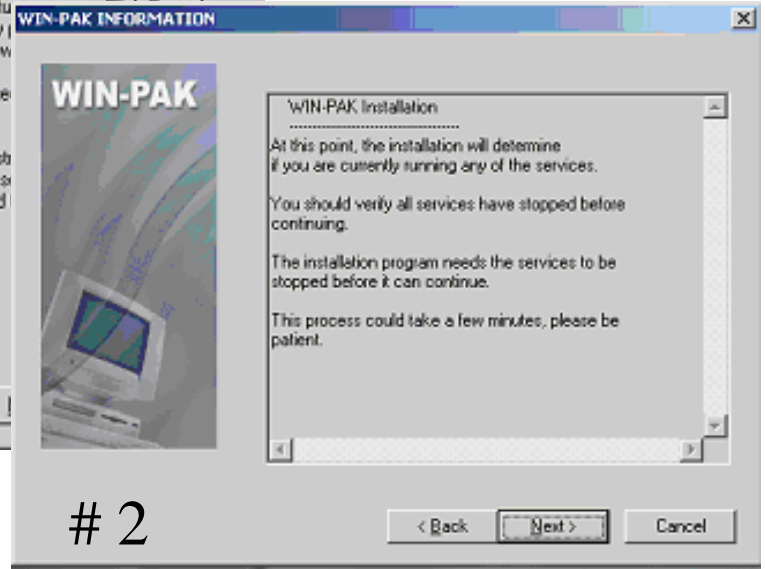 WIN-PAK INFORMATION
WIN-PAK
WIN-PAK Installation
------------------------------------
At this point, the installation will determine
if you are currently running any of the services.
You should verify all services have stopped before
continuing.
The installation program needs the services to be
stopped before it can continue.
This process could take a few minutes, please be
patient.
# 2
< Back
Next >
Cancel